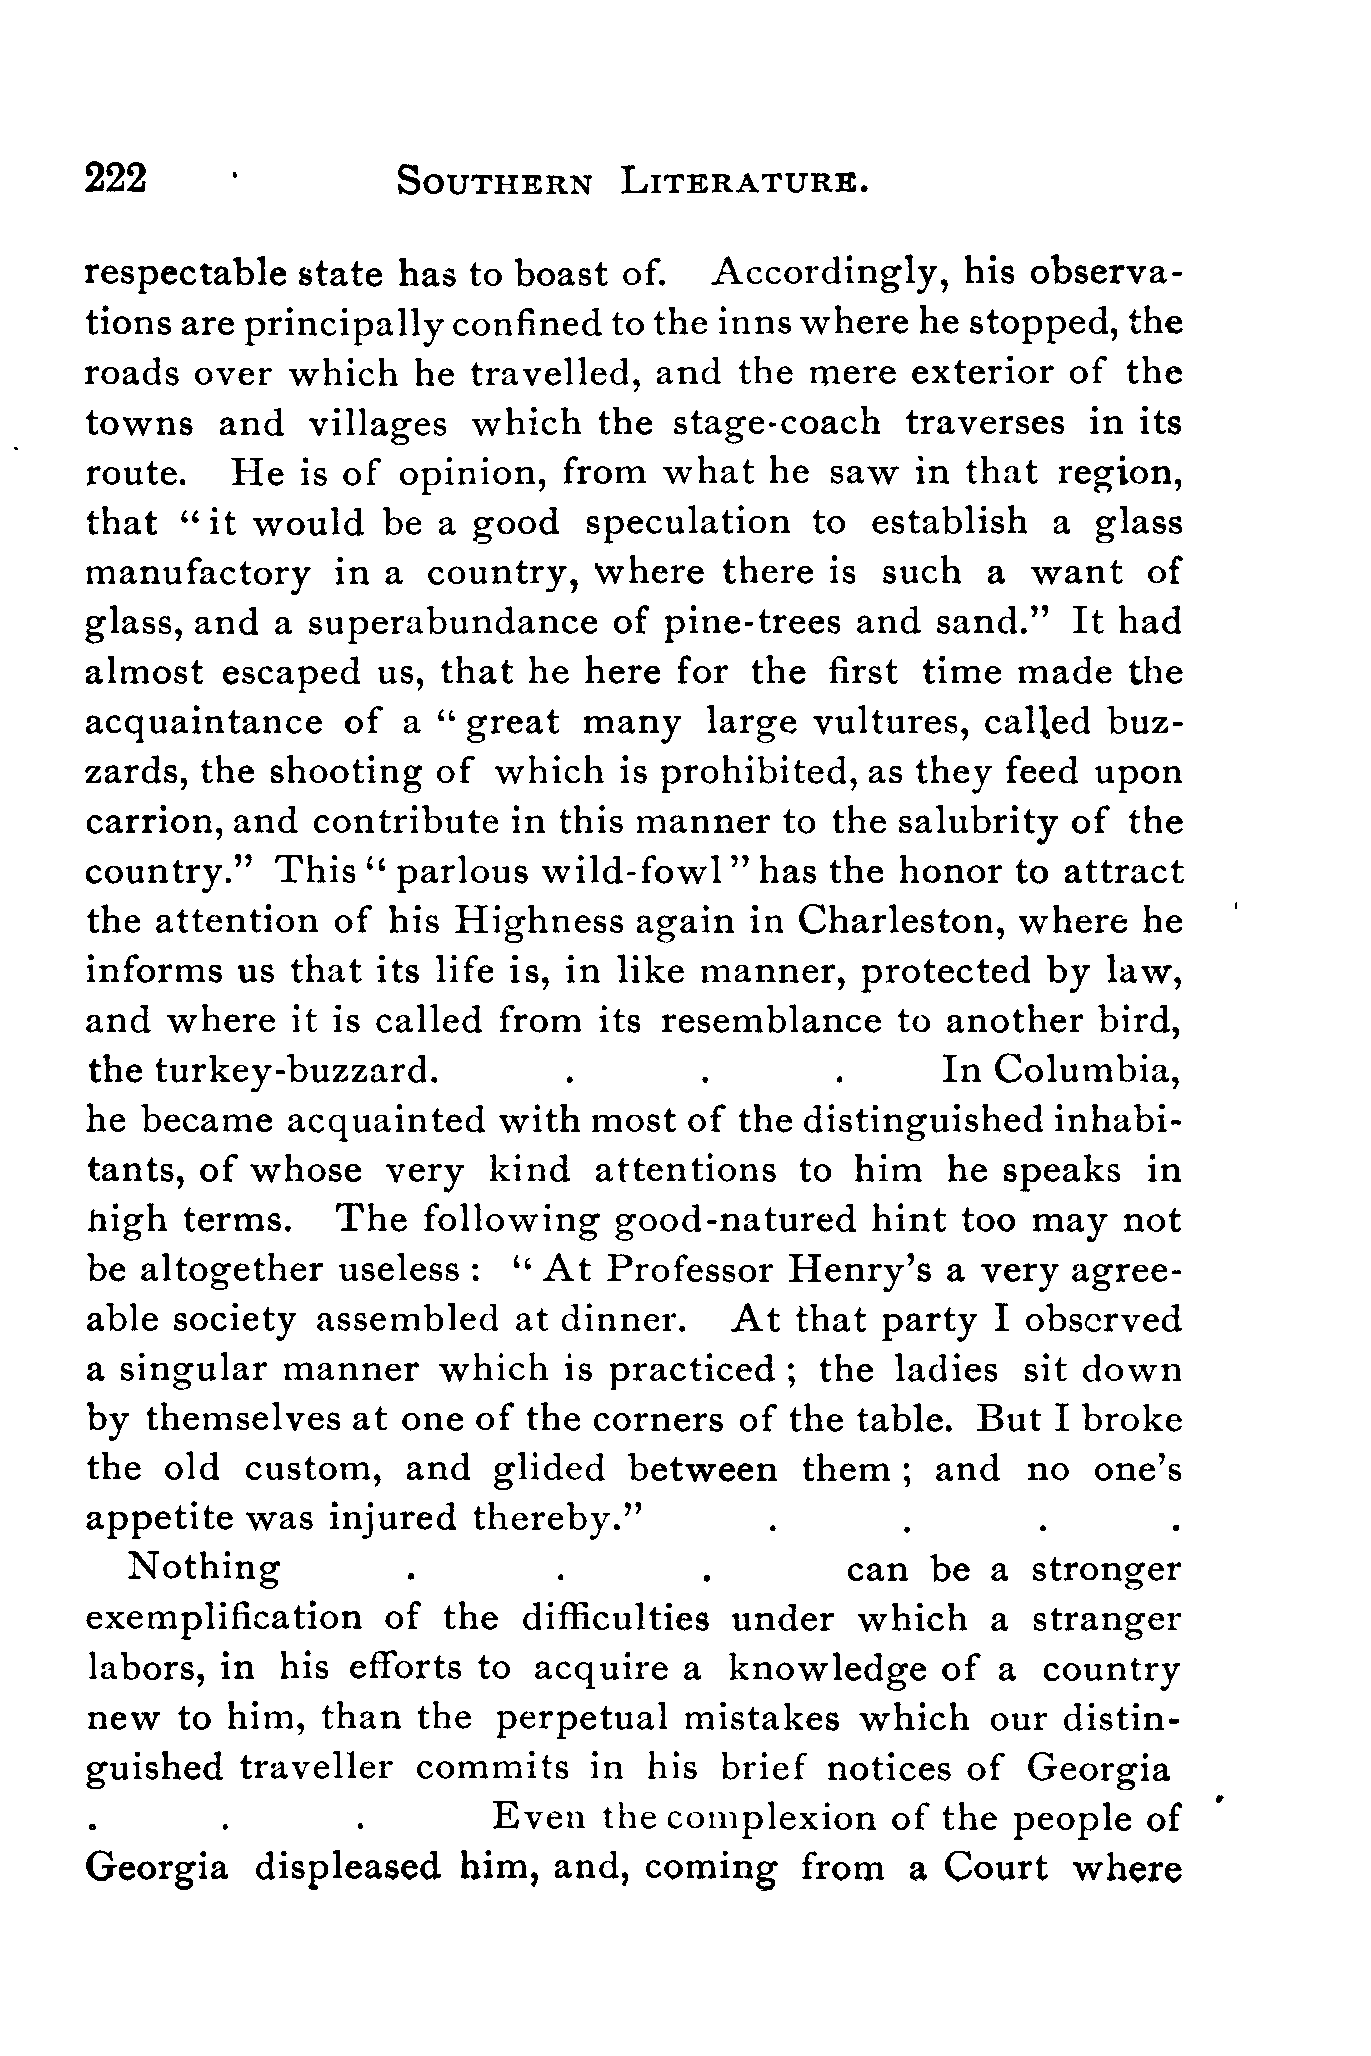 222 SOUTHERN LITERATURE.
respectable state has to boast of. Accordingly, his observa-
tions are principally confined to the inns where he stopped, the
roads over which he travelled, and the mere exterior of the
towns and villages which the stage-coach traverses in its
route. He is of opinion, from what he saw in that region,
that “ it would be a good speculation to establish a glass
manufactory in a country, where there is such a want of
glass, and a superabundance of pine-trees and sand.” It had
almost escaped us, that he here for the first time made the
acquaintance of a “ great many large vultures, called buz-
zards, the shooting of which is prohibited, as they feed upon
carrion, and contribute in this manner to the salubrity of the
country.” This “ parlous wild-fowl ” has the honor to attract
the attention of his Highness again in Charleston, where he
informs us that its life is, in like manner, protected by law,
and where it is called from its resemblance to another bird,
the turkey-buzzard. . . . In Columbia,
he became acquainted with most of the distinguished inhabi-
tants, of whose very kind attentions to him he speaks in
high terms. The following good-natured hint too may not
be altogether useless : “ At Professor Henry’s a very agree-
able society assembled at dinner. At that party I observed
a singular manner which is practiced ; the ladies sit down
by themselves at one of the corners of the table. But I broke
the old custom, and glided between them ; and no one’s
appetite was injured thereby.” . . . .
Nothing . . . can be a stronger
exemplification of the difficulties under which a stranger
labors, in his efforts to acquire a knowledge of a country
new to him, than the perpetual mistakes which our distin-
guished traveller commits in his brief notices of Georgia
. . . Even the complexion of the people of
Georgia displeased him, and, coming from a Court where